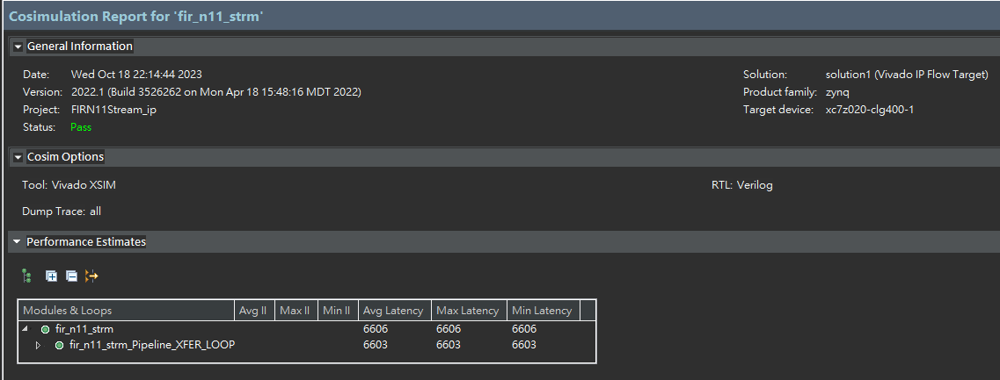 Cosimulation Report for 'fir_n11_strm'
General Information
Date: Wed Oct 18 22:14:44 2023 Solution: solution1 (Vivado IP Flow Target)
Version: 2022.1 (Build 3526262 on Mon Apr 18 15:48:16 MDT 2022) Product family: zynq
Project: FIRN11Stream_ip Target device: xc7z020-clg400-1
Status: Pass
Cosim Options
Tool: Vivado XSIM RTL: Verilog
Dump Trace: all
Performance Estimates
Modules & Loops Avg II Max II Min II Avg Latency Max Latency Min Latency
fir_n11_strm 6606 6606 6606
fir_n11_strm_Pipeline_XFER_LOOP 6603 6603 6603